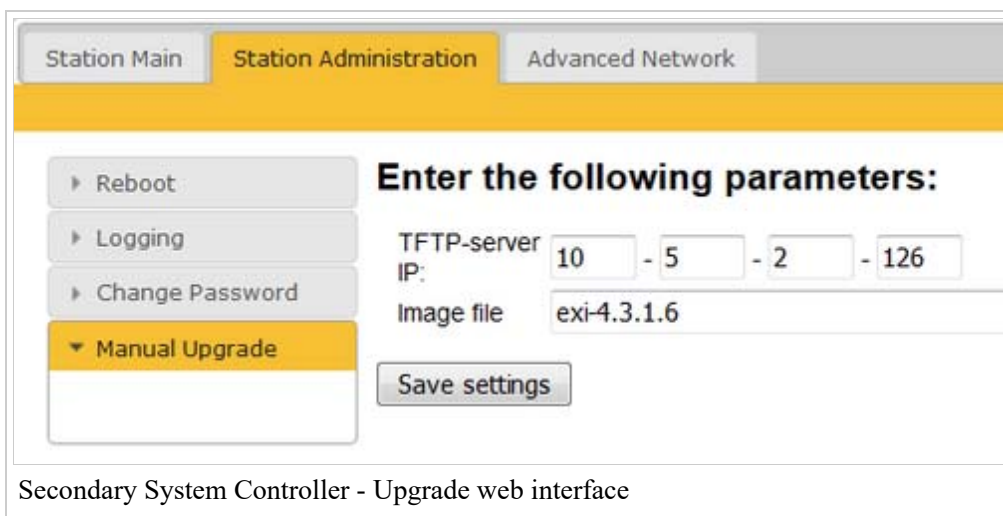 Station Main Station Administration Advanced Network
Reboot
Logging
Change Password
Manual Upgrade
Enter the following parameters:
TFTP-server
IP:
10 - 5 - 2 - 126
Image file exi-4.3.1.6
Save settings
Secondary System Controller - Upgrade web interface